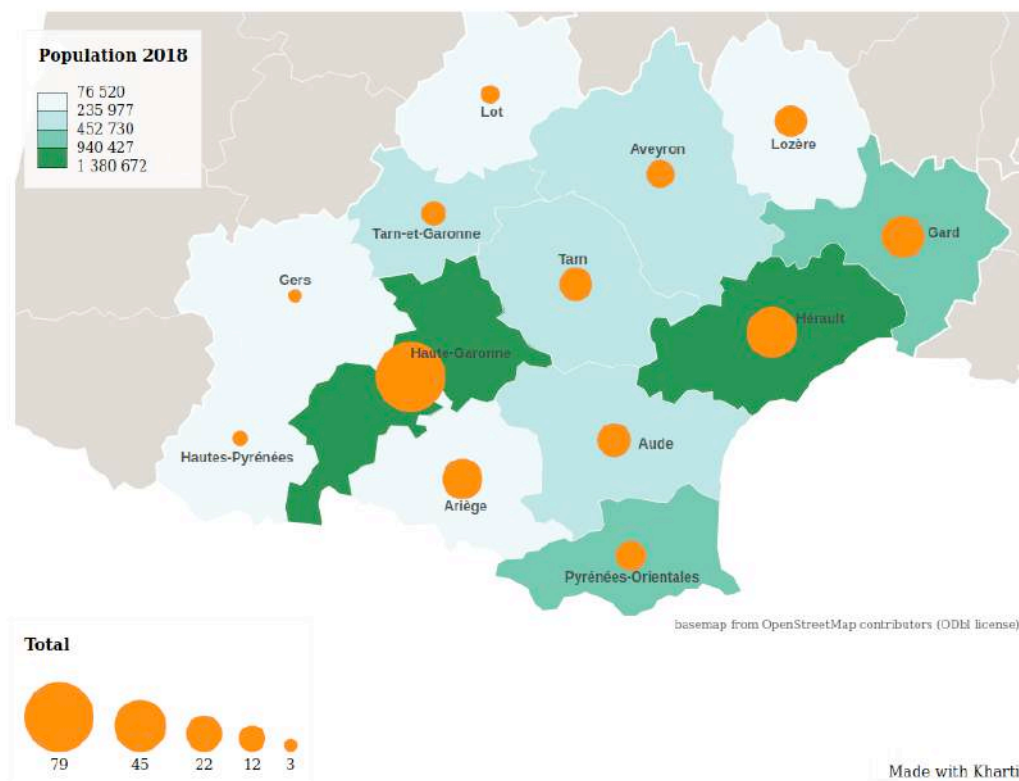 Population 2018
76 520
235 977
452 730
940 427
1 380 672
Lot
Lozère
Aveyron
Tarn-et-Garonne
Gard
Tarn
Gers
Hérault
Haute-Garonne
Aude
Hautes-Pyrénées
Ariège
Pyrénées-Orientales
basemap from OpenStreetMap contributors (ODbl license)
Total
79 45 22 12 3
Made with Kharti